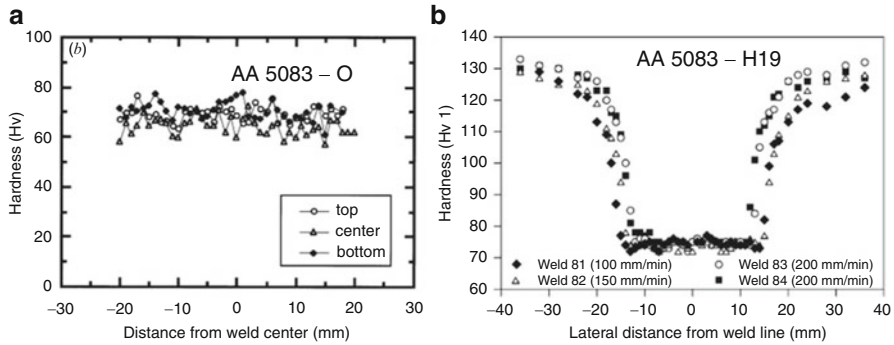 a
(b)
AA 5083 – O
Hardness (Hv)
100
80
60
40
20
0
top
center
bottom
−30 −20 −10 0 10 20 30
Distance from weld center (mm)
b
AA 5083 – H19
Hardness (Hv 1)
140
130
120
110
100
90
80
70
60
Weld 81 (100 mm/min) Weld 83 (200 mm/min)
Weld 82 (150 mm/min) Weld 84 (200 mm/min)
−40 −30 −20 −10 0 10 20 30 40
Lateral distance from weld line (mm)